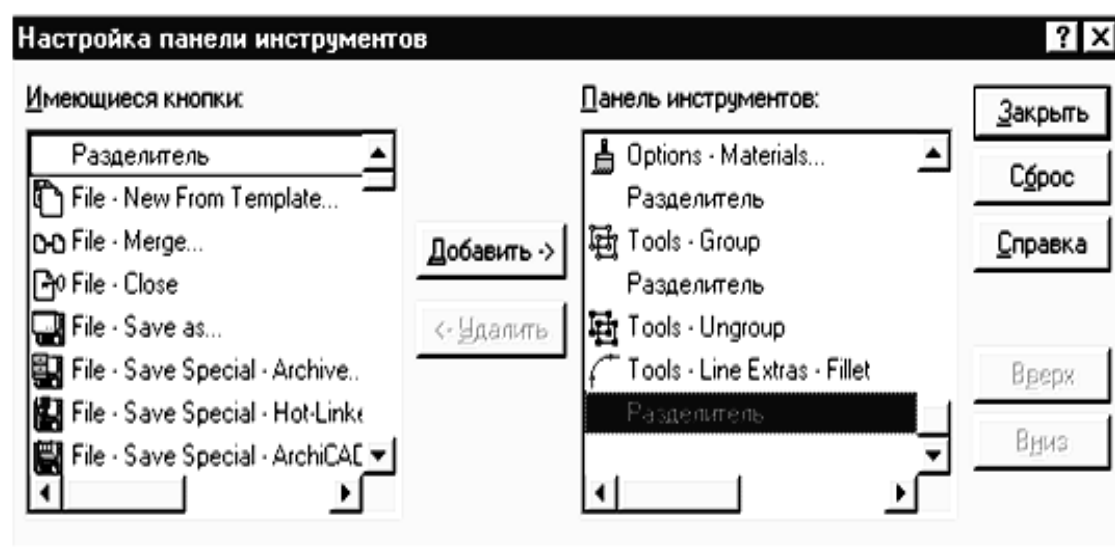 Настройка панели инструментов
Имеющиеся кнопки:
Разделитель
File - New From Template...
File - Merge...
File - Close
File - Save as...
File - Save Special - Archive..
File - Save Special - Hot-Linke
File - Save Special - ArchiCAD
Добавить ->
<- Удалить
Панель инструментов:
Options - Materials...
Разделитель
Tools - Group
Разделитель
Tools - Ungroup
Tools - Line Extras - Fillet
Разделитель
Закрыть
Сброс
Справка
Вверх
Вниз